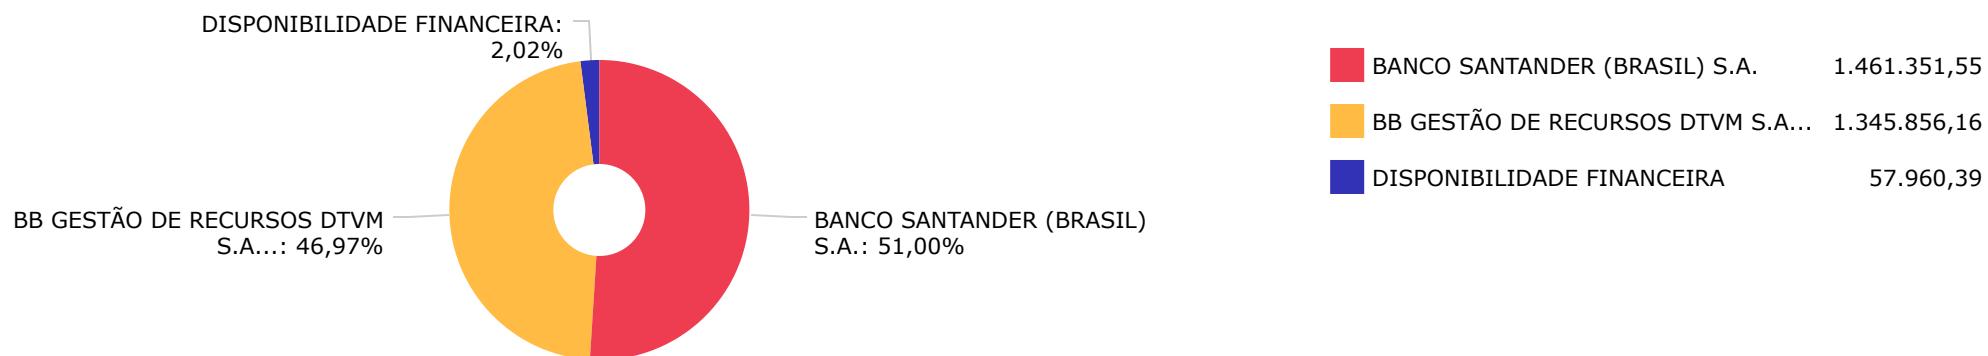 DISPONIBILIDADE FINANCEIRA:
2,02%
BB GESTÃO DE RECURSOS DTVM
S.A...: 46,97%
BANCO SANTANDER (BRASIL)
S.A.: 51,00%
BANCO SANTANDER (BRASIL) S.A. 1.461.351,55
BB GESTÃO DE RECURSOS DTVM S.A... 1.345.856,16
DISPONIBILIDADE FINANCEIRA 57.960,39